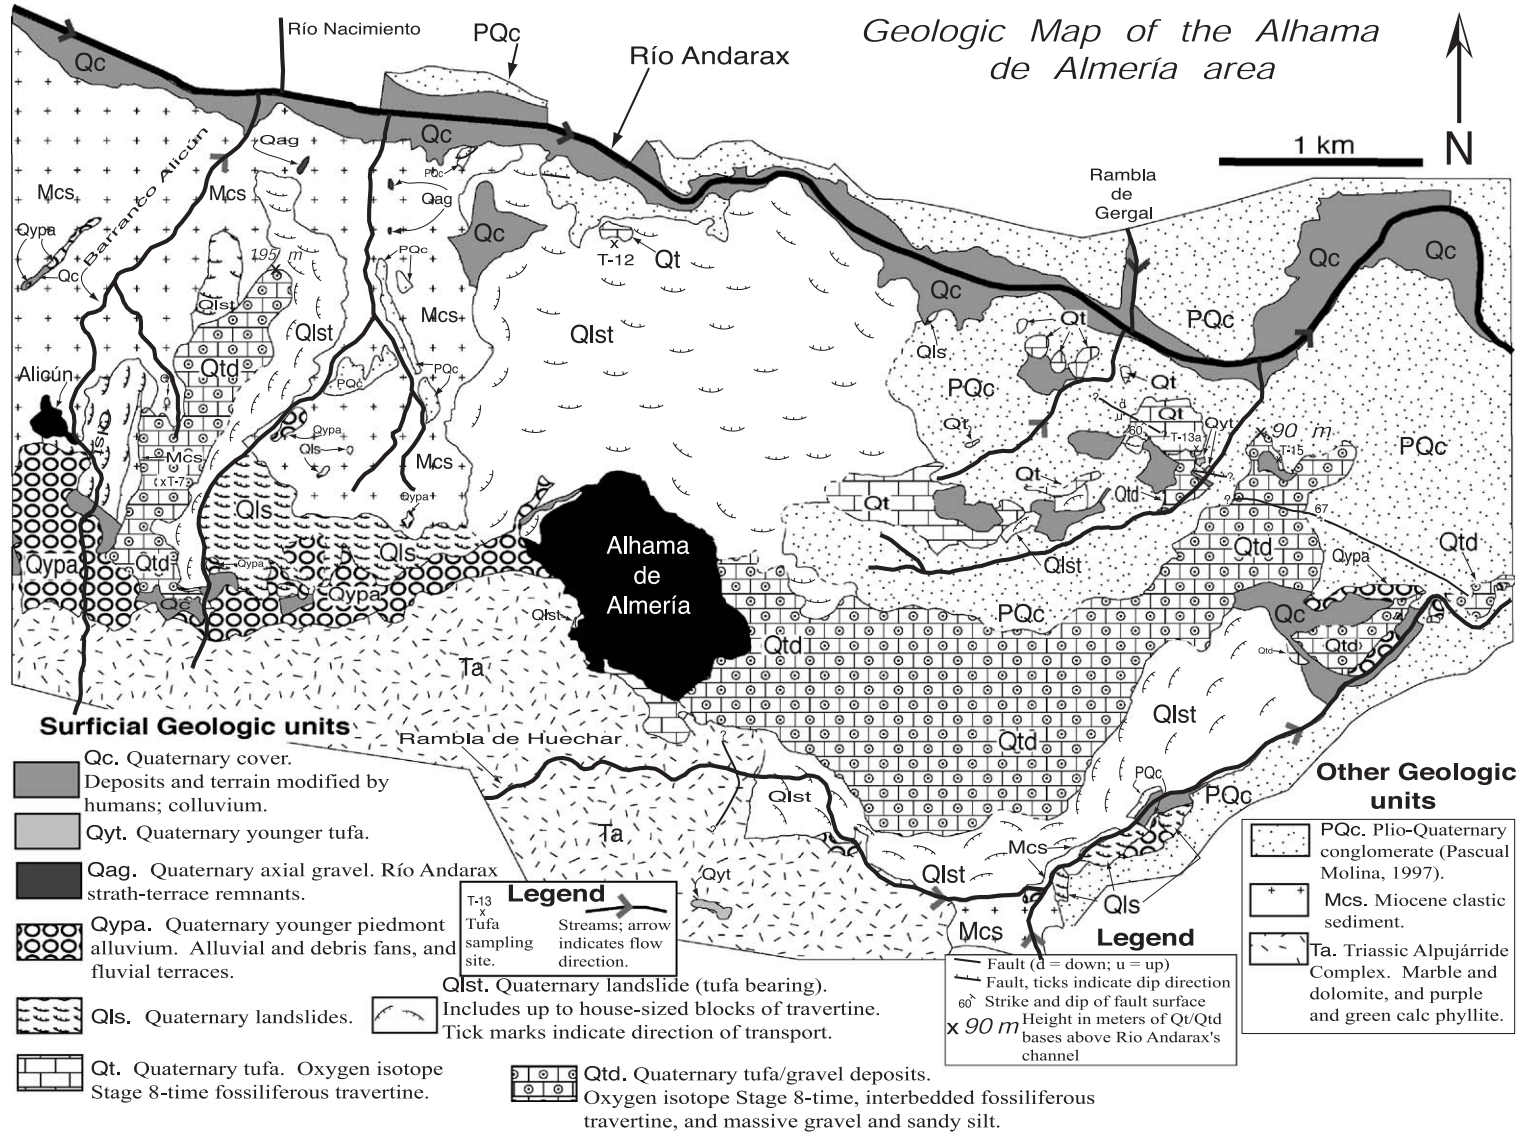 Geologic Map of the Alhama
de Almería area
Río Nacimiento
PQc
Río Andarax
1 km
N
Qc
Qag
Barranco Alicún
Qc
PQc
Mcs
Mcs
Qag
Qypa
Qc
Qc
195 m
Qlst
PQc
Qt
T-12
Rambla
de
Gergal
Qc
Qc
Qc
PQc
Mcs
Qlst
Qlst
Qt
Qls
Alicún
Qtd
PQc
PQc
PQc
Qt
Qt
d
u
60
?
T-13a
Qyt
90 m
T-15
PQc
Qt
Qlst
Mcs
T-7
Qypa
Qls
Mcs
Qypa
Qls
Qt
Qt
Qtd
?
?
67
Qypa
Qtd
Qypa
Qc
Qypa
Qls
Alhama
de
Almería
Qlst
Qtd
Qypa
Qtd
Qlst
PQc
Qc
Qtd
Ta
Qtd
Qtd
Qlst
Rambla de Huechar
?
Qtd
Qlst
PQc
PQc
Ta
Mcs
Qlst
Qyt
Qls
Mcs
Surficial Geologic units
Qc. Quaternary cover.
Deposits and terrain modified by
humans; colluvium.
Qyt. Quaternary younger tufa.
Qag. Quaternary axial gravel. Río Andarax
strath-terrace remnants.
Qypa. Quaternary younger piedmont
alluvium. Alluvial and debris fans, and
fluvial terraces.
Qls. Quaternary landslides.
Qt. Quaternary tufa. Oxygen isotope
Stage 8-time fossiliferous travertine.
Legend
T-13
x
Tufa
sampling
site.
Streams; arrow
indicates flow
direction.
Qlst. Quaternary landslide (tufa bearing).
Includes up to house-sized blocks of travertine.
Tick marks indicate direction of transport.
Qtd. Quaternary tufa/gravel deposits.
Oxygen isotope Stage 8-time, interbedded fossiliferous
travertine, and massive gravel and sandy silt.
Legend
Fault (d = down; u = up)
Fault, ticks indicate dip direction
60 Strike and dip of fault surface
x 90 m Height in meters of Qt/Qtd
bases above Rio Andarax's
channel
Other Geologic
units
PQc. Plio-Quaternary
conglomerate (Pascual
Molina, 1997).
Mcs. Miocene clastic
sediment.
Ta. Triassic Alpujárride
Complex. Marble and
dolomite, and purple
and green calc phyllite.